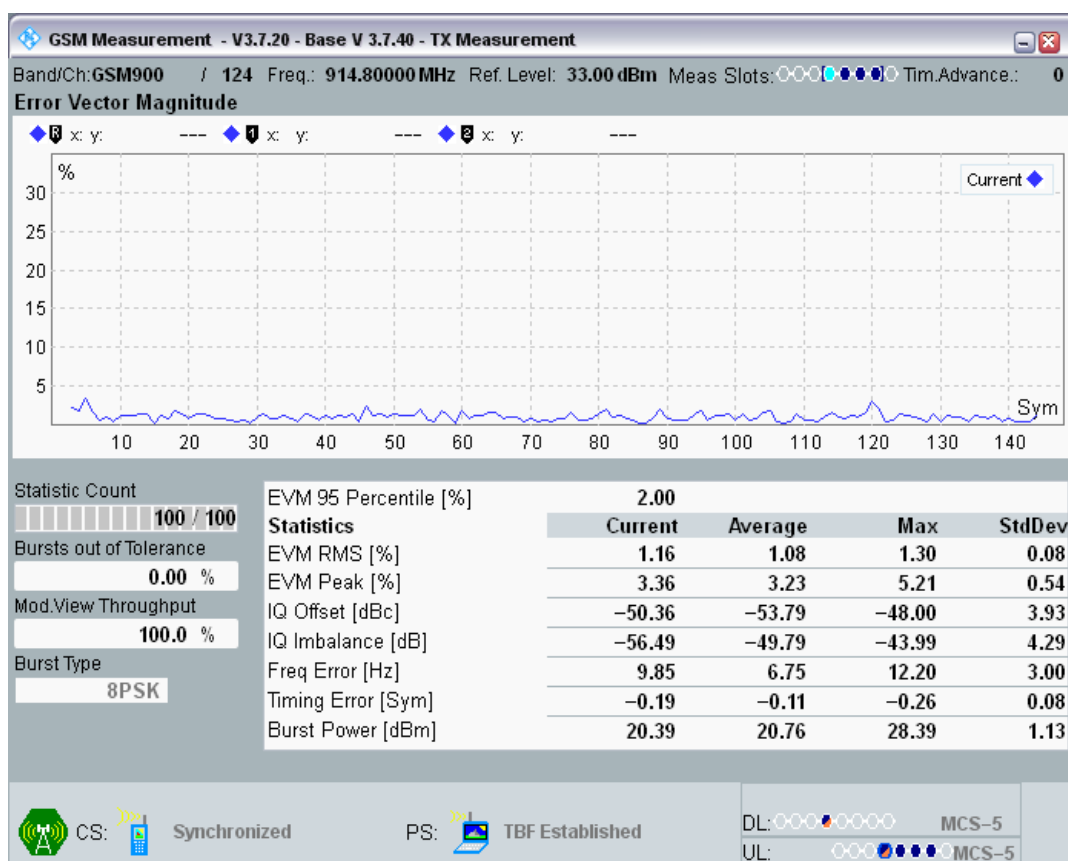 GSM Measurement - V3.7.20 - Base V 3.7.40 - TX Measurement
Band/Ch:GSM900 / 124 Freq.: 914.80000 MHz Ref. Level: 33.00 dBm Meas Slots: Tim.Advance.: 0
Error Vector Magnitude
R x: y: --- 1 x: y: --- 2 x: y: ---
%
Current
30
25
20
15
10
5
Sym
10 20 30 40 50 60 70 80 90 100 110 120 130 140
Statistic Count
100 / 100
Bursts out of Tolerance
0.00 %
Mod.View Throughput
100.0 %
Burst Type
8PSK
EVM 95 Percentile [%] 2.00
Statistics Current Average Max StdDev
EVM RMS [%] 1.16 1.08 1.30 0.08
EVM Peak [%] 3.36 3.23 5.21 0.54
IQ Offset [dBc] −50.36 −53.79 −48.00 3.93
IQ Imbalance [dB] −56.49 −49.79 −43.99 4.29
Freq Error [Hz] 9.85 6.75 12.20 3.00
Timing Error [Sym] −0.19 −0.11 −0.26 0.08
Burst Power [dBm] 20.39 20.76 28.39 1.13
CS: Synchronized PS: TBF Established
DL: MCS−5
UL: MCS−5